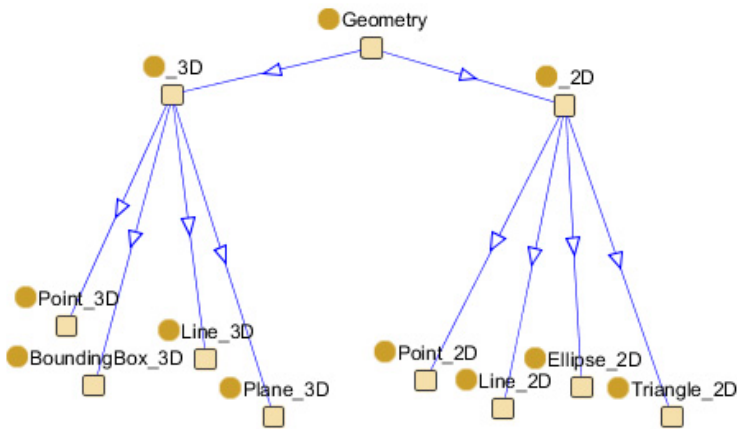 Geometry
_3D
_2D
Point_3D
BoundingBox_3D
Line_3D
Plane_3D
Point_2D
Line_2D
Ellipse_2D
Triangle_2D